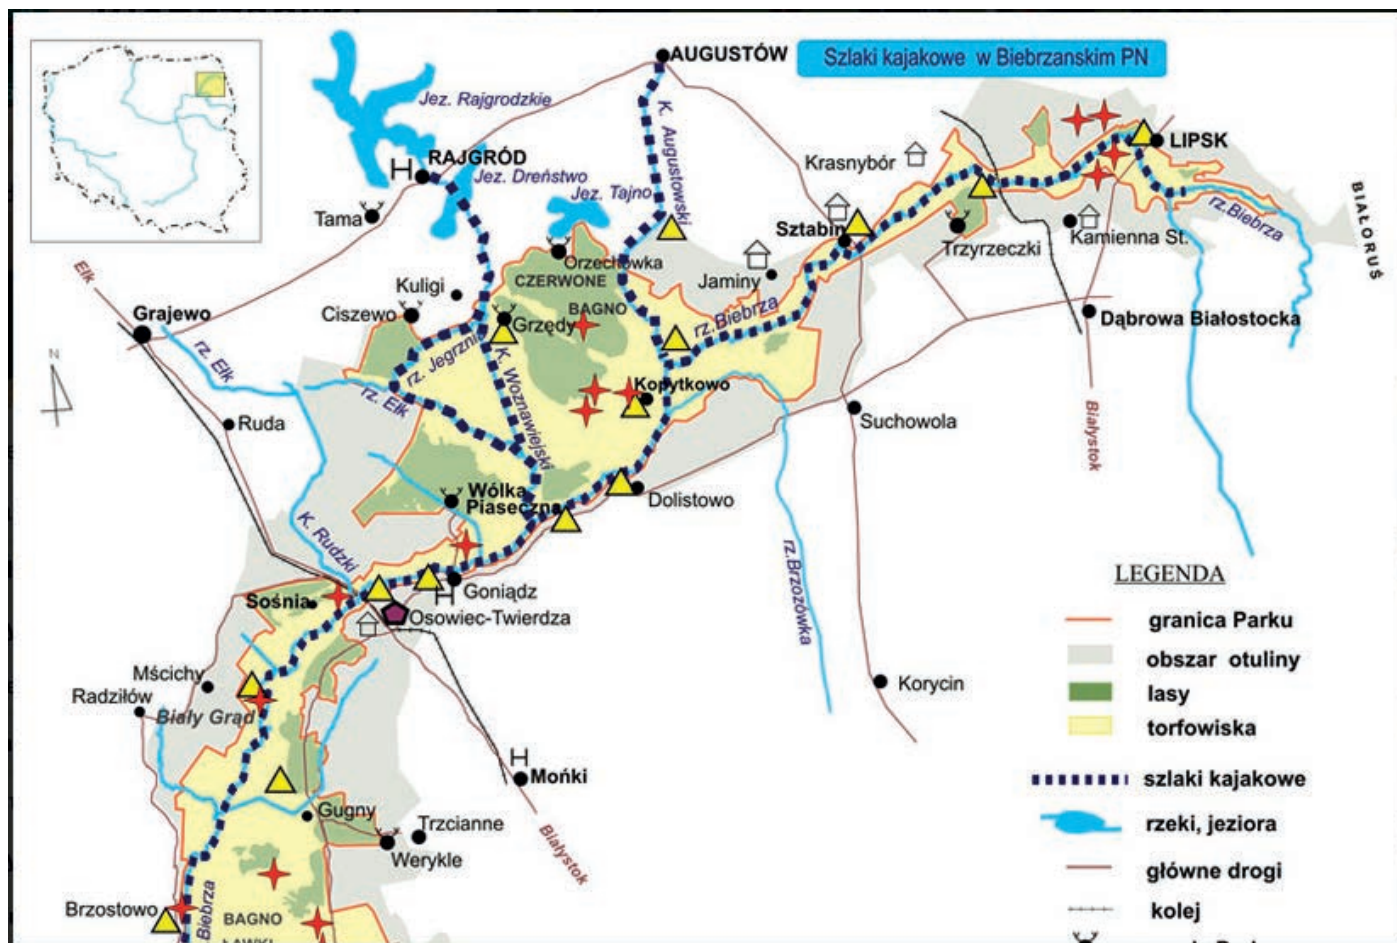 AUGUSTÓW
Szlaki kajakowe w Biebrzanskim PN
Jez. Rajgrodzkie
K. Augustowski
LIPSK
RAJGRÓD
Krasnybór
Jez. Dreństwo
Jez. Tajno
Tama
rz.Biebrza
BIAŁORUŚ
Sztabin
Trzyrzeczki
Kamienna St.
Orzechówka
Ełk
CZERWONE
BAGNO
Jaminy
Kuligi
Ciszewo
Grajewo
Grzędy
rz.Biebrza
Dąbrowa Białostocka
N
rz. Ełk
rz. Jegrznia
K. Woznawiejski
rz. Ełk
Kopytkowo
Ruda
Suchowola
Białystok
Wólka
Piaseczna
Dolistowo
K. Rudzki
rz.Brzozówka
LEGENDA
Goniądz
Sośnia
Osowiec-Twierdza
granica Parku
obszar otuliny
Mścichy
Korycin
Radziłów
lasy
Biały Grąd
torfowiska
Mońki
szlaki kajakowe
Gugny
Trzcianne
rzeki, jeziora
Białystok
Werykle
główne drogi
Brzostowo
Biebrza
BAGNO
ŁAWKI
kolej